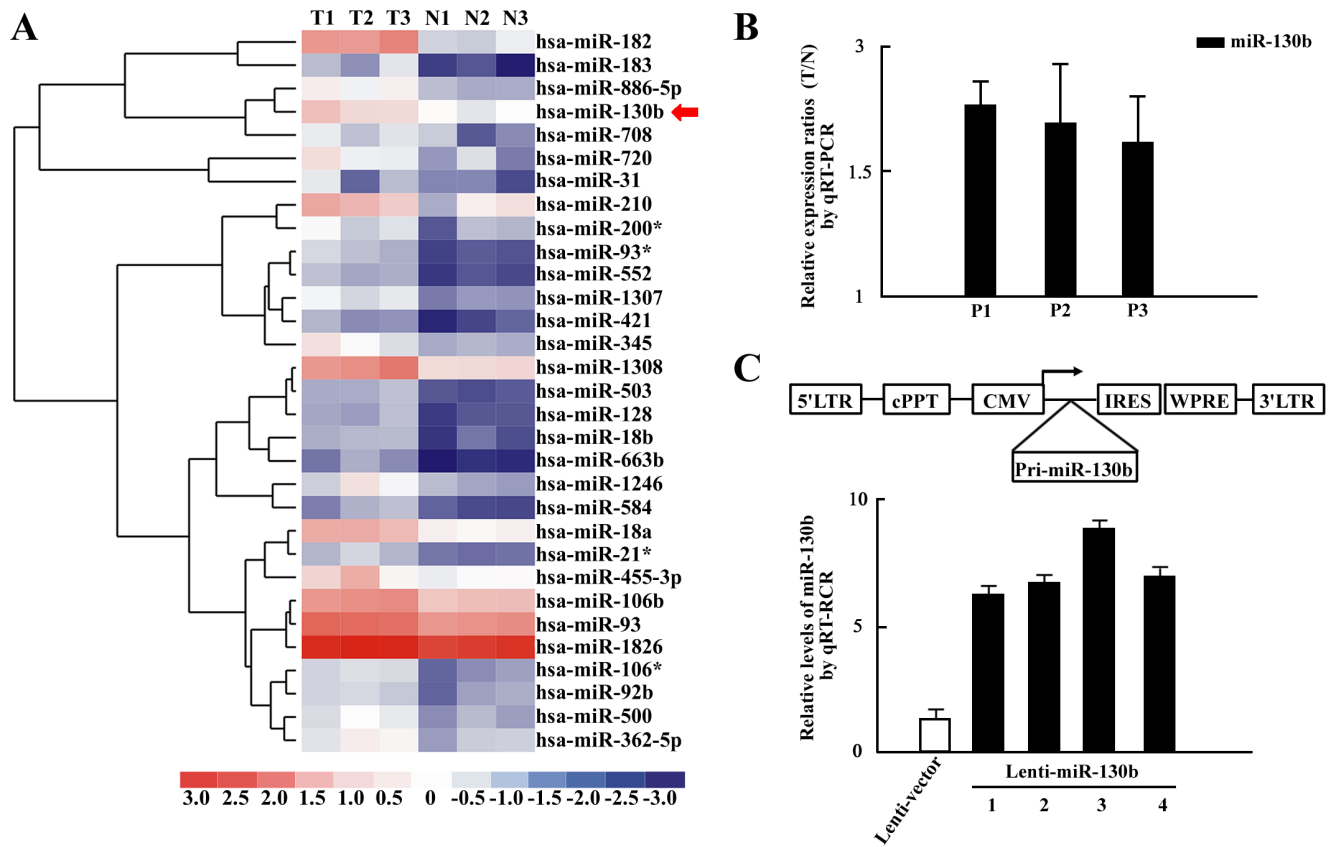 A
T1 T2 T3 N1 N2 N3
hsa-miR-182
hsa-miR-183
hsa-miR-886-5p
hsa-miR-130b
hsa-miR-708
hsa-miR-720
hsa-miR-31
hsa-miR-210
hsa-miR-200*
hsa-miR-93*
hsa-miR-552
hsa-miR-1307
hsa-miR-421
hsa-miR-345
hsa-miR-1308
hsa-miR-503
hsa-miR-128
hsa-miR-18b
hsa-miR-663b
hsa-miR-1246
hsa-miR-584
hsa-miR-18a
hsa-miR-21*
hsa-miR-455-3p
hsa-miR-106b
hsa-miR-93
hsa-miR-1826
hsa-miR-106*
hsa-miR-92b
hsa-miR-500
hsa-miR-362-5p
3.0 2.5 2.0 1.5 1.0 0.5 0 -0.5 -1.0 -1.5 -2.0 -2.5 -3.0
B
miR-130b
Relative expression ratios (T/N)
by qRT-PCR
3
1.5
1
P1 P2 P3
C
5'LTR cPPT CMV IRES WPRE 3'LTR
Pri-miR-130b
Relative levels of miR-130b
by qRT-RCR
10
5
0
Lenti-vector
Lenti-miR-130b
1 2 3 4